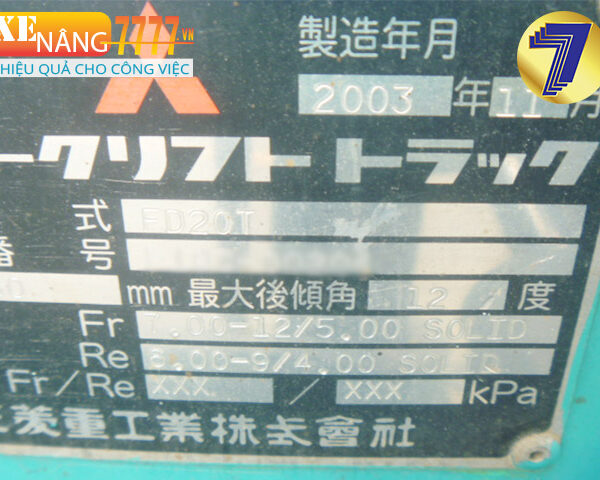 XE
NÂNG7777.VN
HIỆU QUẢ CHO CÔNG VIỆC
7
製造年月
2003 年 11 月
ークリフト トラック
式 FD20T
番号
mm 最大後傾角 12 度
Fr 7.00-12/5.00 SOLID
Re 6.00-9/4.00 SOLID
Fr/Re XXX / XXX kPa
三菱重工業株式會社